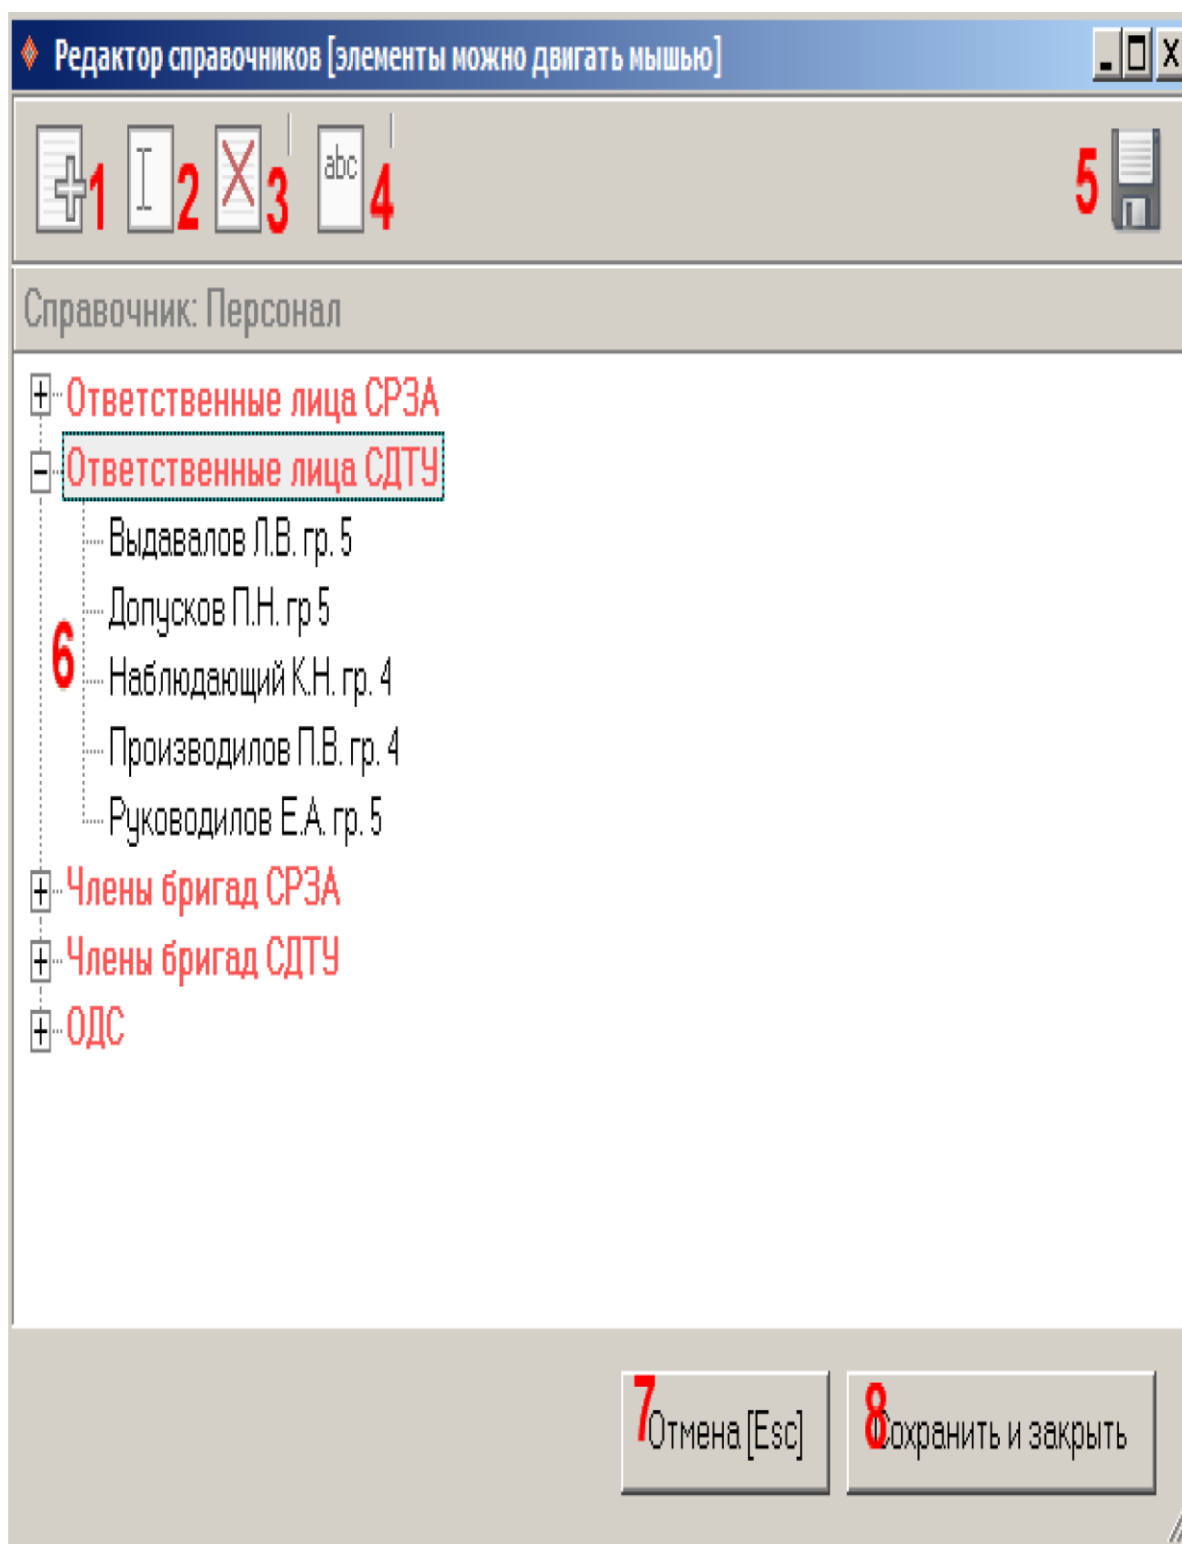 Редактор справочников [элементы можно двигать мышью]
1 2 3 abc 4 5
Справочник: Персонал
Ответственные лица СРЗА
Ответственные лица СДТУ
Выдавалов Л.В. гр. 5
Допусков П.Н. гр 5
6
Наблюдающий К.Н. гр. 4
Производилов П.В. гр. 4
Руководилов Е.А. гр. 5
Члены бригад СРЗА
Члены бригад СДТУ
ОДС
7 Отмена [Esc] 8 Сохранить и закрыть